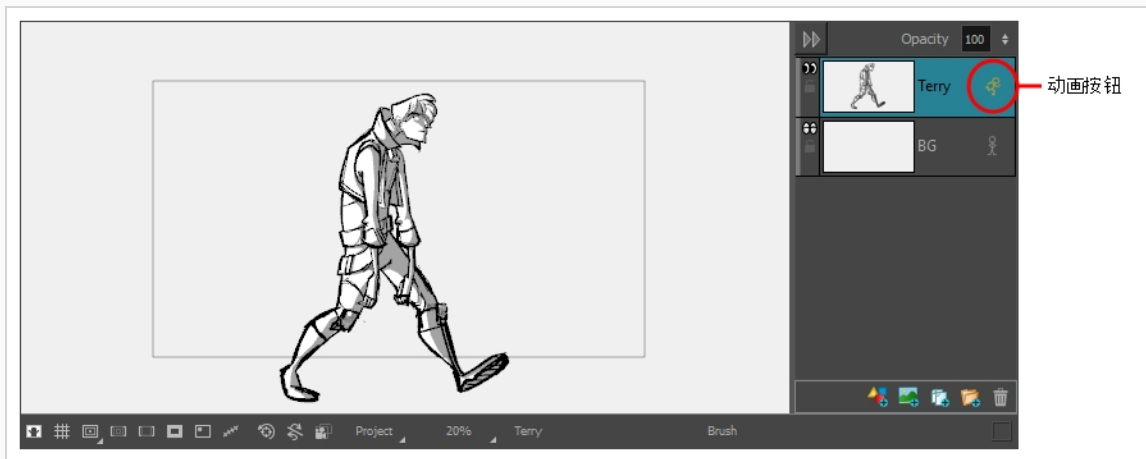 Opacity 100
Terry
动画按钮
BG
Project 20% Terry Brush